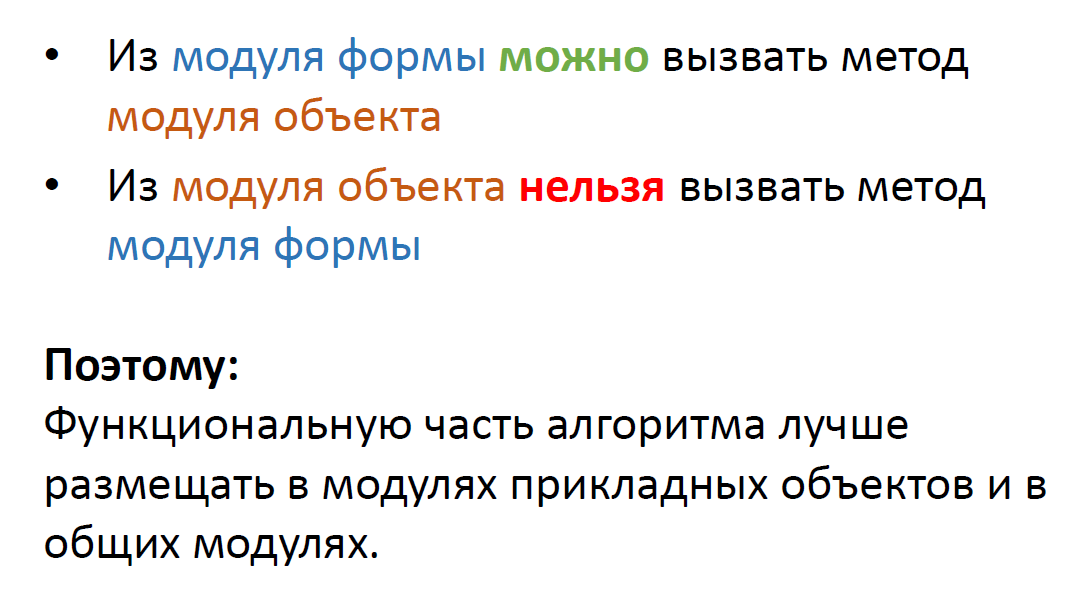 • Из модуля формы можно вызвать метод
модуля объекта
• Из модуля объекта нельзя вызвать метод
модуля формы
Поэтому:
Функциональную часть алгоритма лучше
размещать в модулях прикладных объектов и в
общих модулях.